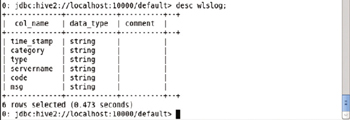 0: jdbc:hive2://localhost:10000/default> desc wlslog;
+-------------+------------+----------+
| col_name | data_type | comment |
+-------------+------------+----------+
| time_stamp | string | |
| category | string | |
| type | string | |
| servername | string | |
| code | string | |
| msg | string | |
+-------------+------------+----------+
6 rows selected (0.473 seconds)
0: jdbc:hive2://localhost:10000/default>